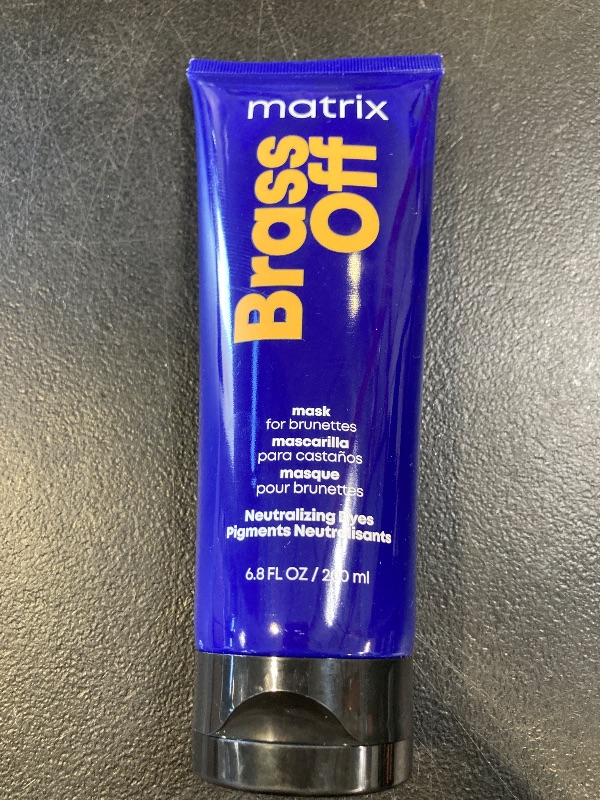 matrix
Brass
Off
mask
for brunettes
mascarilla
para castaños
masque
pour brunettes
Neutralizing Dyes
Pigments Neutralisants
6.8 FL OZ / 200 ml